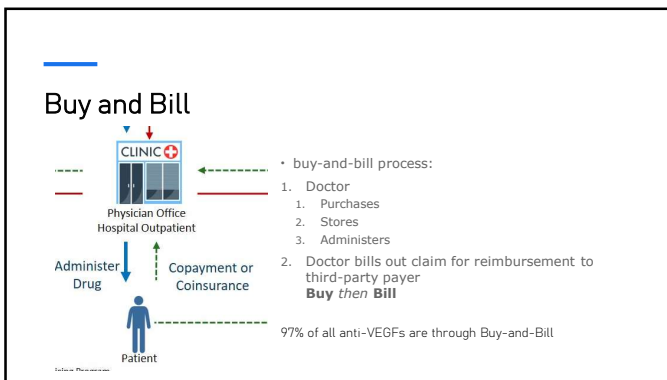 Buy and Bill
CLINIC
Physician Office
Hospital Outpatient
Administer
Drug
Copayment or
Coinsurance
Patient
• buy-and-bill process:
1. Doctor
1. Purchases
2. Stores
3. Administers
2. Doctor bills out claim for reimbursement to
third-party payer
Buy then Bill
97% of all anti-VEGFs are through Buy-and-Bill
Program